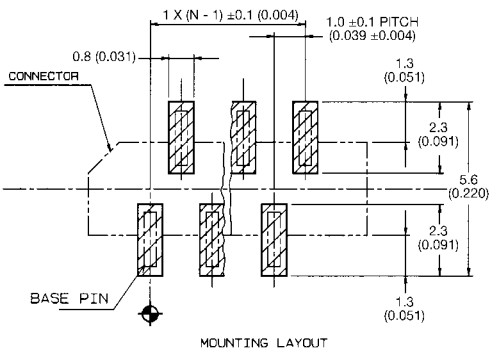 1 X (N - 1) ±0.1 (0.004)
1.0 ±0.1 PITCH
(0.039 ±0.004)
0.8 (0.031)
CONNECTOR
1.3
(0.051)
2.3
(0.091)
5.6
(0.220)
2.3
(0.091)
BASE PIN
1.3
(0.051)
MOUNTING LAYOUT